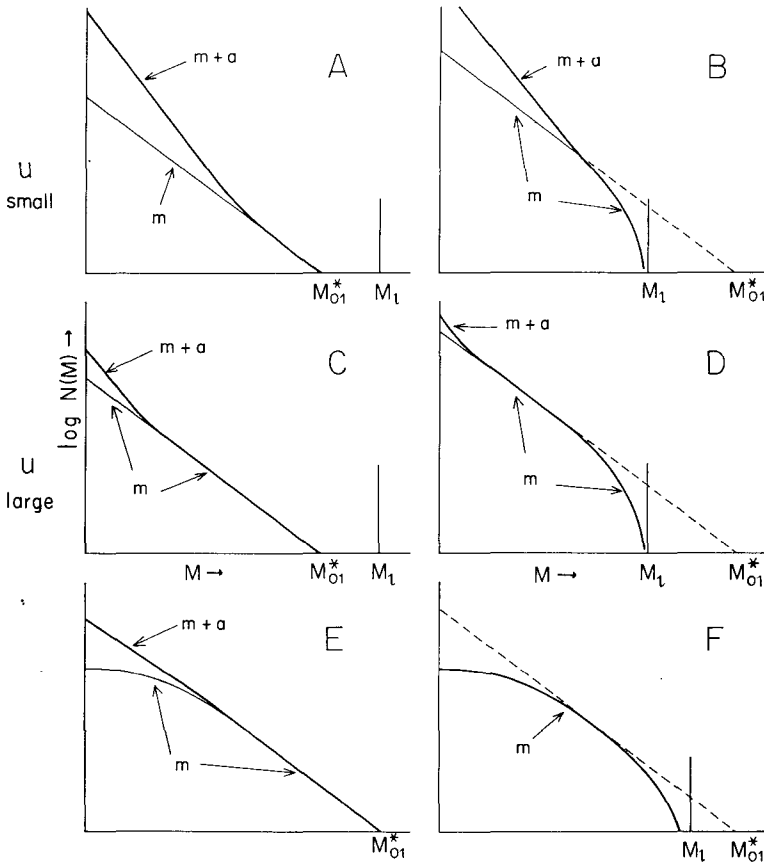 m + a
A
m
u
small
M*01
Ml
m + a
B
m
Ml
M*01
m + a
C
log N(M) →
m
u
large
M →
M*01
Ml
m + a
D
m
M →
Ml
M*01
m + a
E
m
M*01
F
m
Ml
M*01